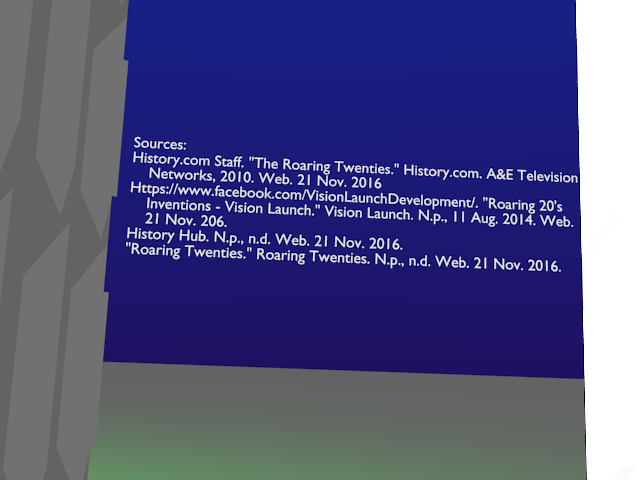 Sources:
History.com Staff. "The Roaring Twenties." History.com. A&E Television
Networks, 2010. Web. 21 Nov. 2016
Https://www.facebook.com/VisionLaunchDevelopment/. "Roaring 20's
Inventions - Vision Launch." Vision Launch. N.p., 11 Aug. 2014. Web.
21 Nov. 206.
History Hub. N.p., n.d. Web. 21 Nov. 2016.
"Roaring Twenties." Roaring Twenties. N.p., n.d. Web. 21 Nov. 2016.